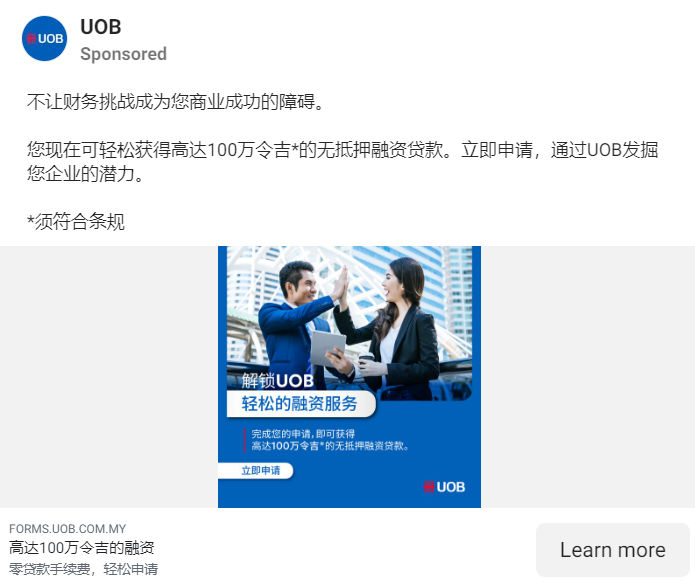 UOB
UOB
Sponsored
不让财务挑战成为您商业成功的障碍。
您现在可轻松获得高达100万令吉*的无抵押融资贷款。立即申请，通过UOB发掘
您企业的潜力。
*须符合条规
解锁UOB
轻松的融资服务
完成您的申请,即可获得
高达100万令吉*的无抵押融资贷款。
立即申请
UOB
FORMS.UOB.COM.MY
高达100万令吉的融资
零贷款手续费，轻松申请
Learn more